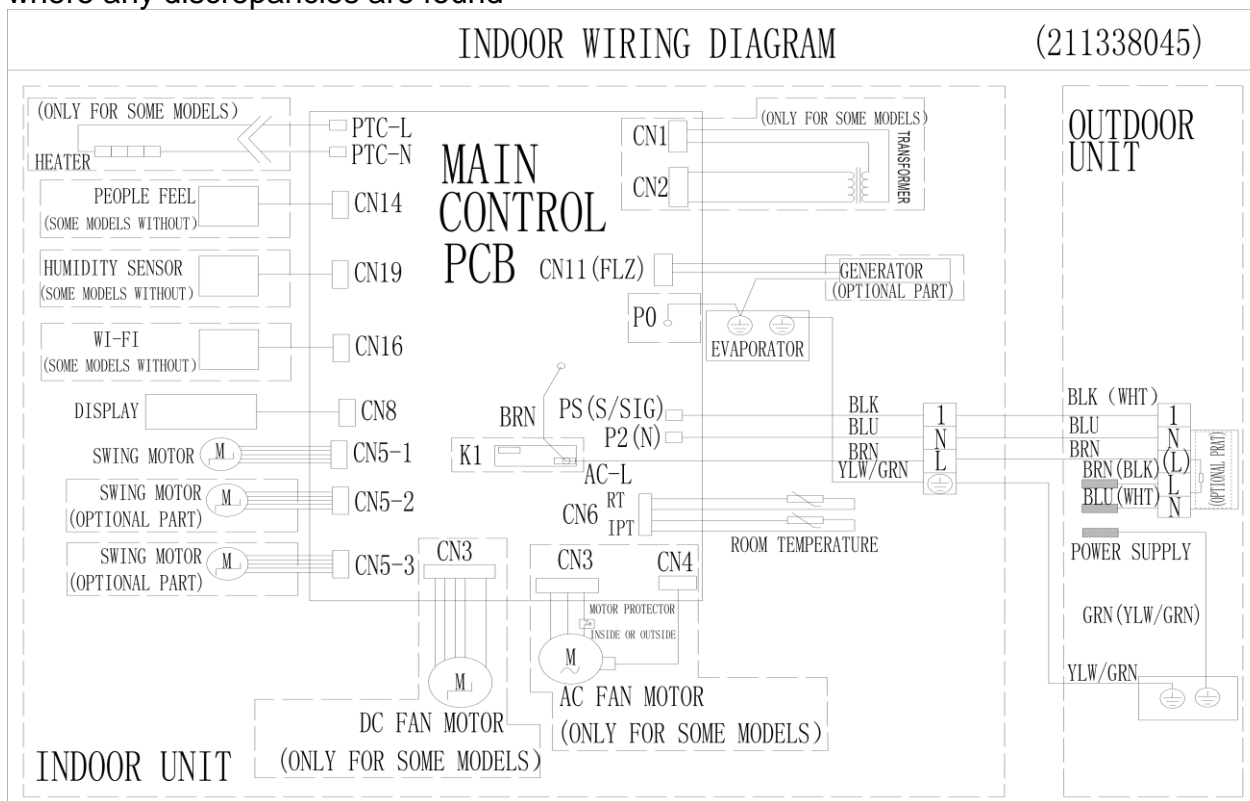 where any discrepancies are found
INDOOR WIRING DIAGRAM (211338045)
(ONLY FOR SOME MODELS)
HEATER
PTC-L
PTC-N
PEOPLE FEEL
(SOME MODELS WITHOUT)
CN14
HUMIDITY SENSOR
(SOME MODELS WITHOUT)
CN19
WI-FI
(SOME MODELS WITHOUT)
CN16
DISPLAY
CN8
SWING MOTOR
M
CN5-1
SWING MOTOR
(OPTIONAL PART)
M
CN5-2
SWING MOTOR
(OPTIONAL PART)
M
CN5-3
MAIN
CONTROL
PCB
(ONLY FOR SOME MODELS)
CN1
CN2
TRANSFORMER
CN11(FLZ)
GENERATOR
(OPTIONAL PART)
P0
EVAPORATOR
BRN
K1
AC-L
PS(S/SIG)
P2(N)
BLK
BLU
BRN
YLW/GRN
1
N
L
CN6
RT
IPT
ROOM TEMPERATURE
CN3
M
DC FAN MOTOR
(ONLY FOR SOME MODELS)
CN3
CN4
MOTOR PROTECTOR
INSIDE OR OUTSIDE
M
AC FAN MOTOR
(ONLY FOR SOME MODELS)
INDOOR UNIT
OUTDOOR
UNIT
BLK (WHT)
BLU
BRN
BRN(BLK)
BLU(WHT)
1
N
(L)
L
N
(OPTIONAL PRAT)
POWER SUPPLY
GRN(YLW/GRN)
YLW/GRN